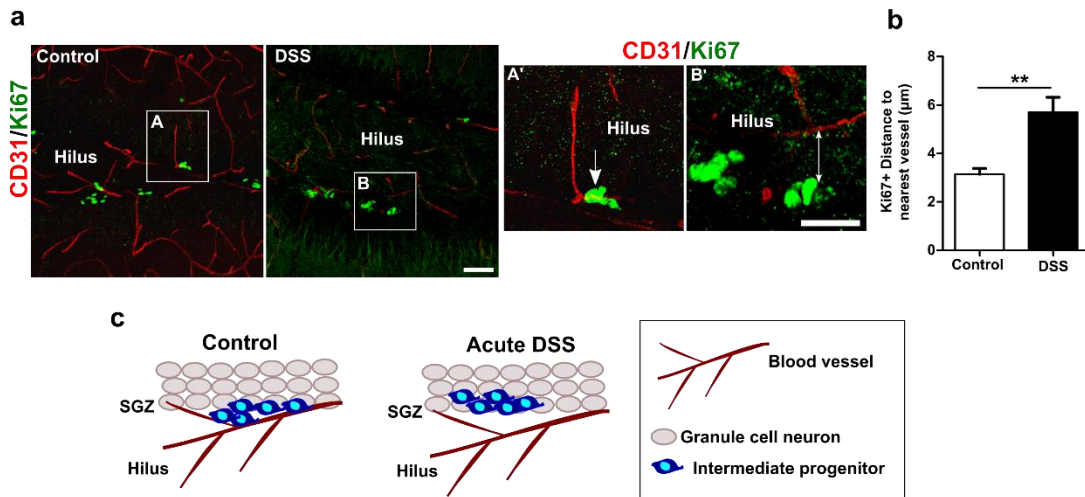 a
CD31/Ki67
Control
A
Hilus
DSS
Hilus
B
CD31/Ki67
A'
Hilus
B'
Hilus
b
Ki67+ Distance to
nearest vessel (µm)
8
6
4
2
0
**
Control
DSS
c
Control
SGZ
Hilus
Acute DSS
SGZ
Hilus
Blood vessel
Granule cell neuron
Intermediate progenitor